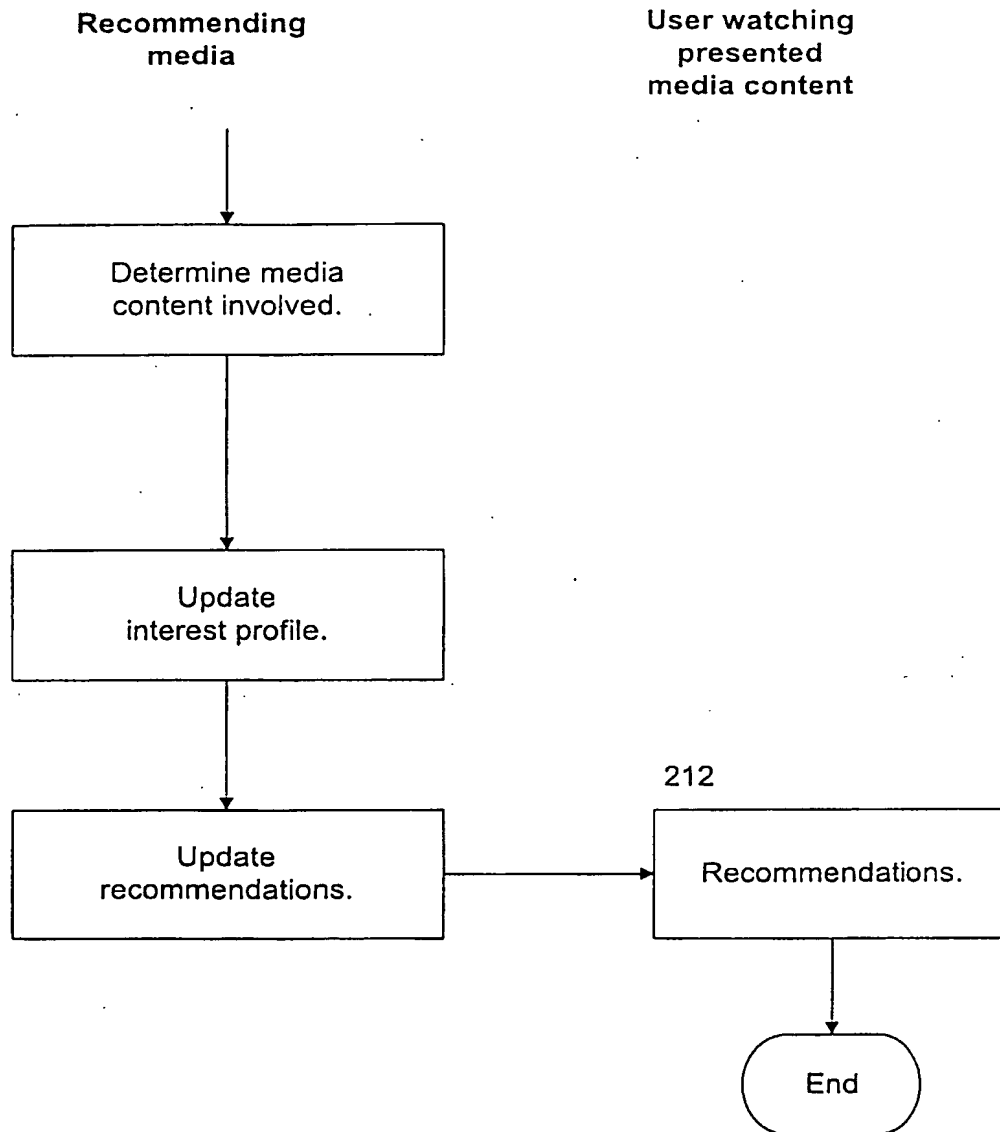 Recommending
media
User watching
presented
media content
Determine media
content involved.
Update
interest profile.
212
Update
recommendations.
Recommendations.
End